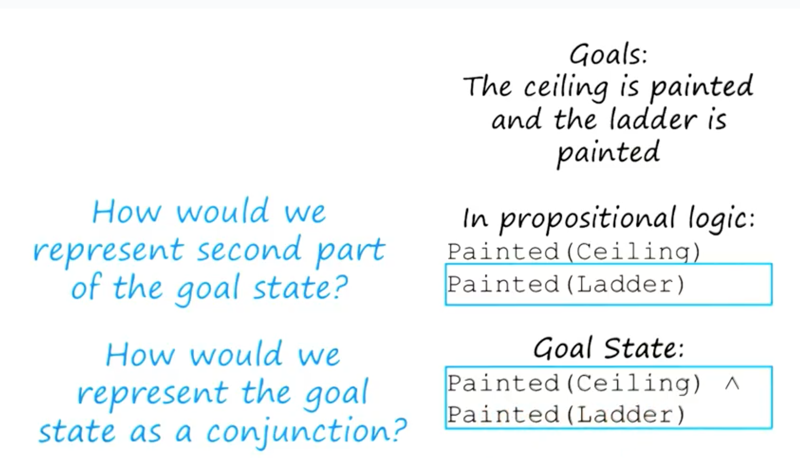 Goals:
The ceiling is painted
and the ladder is
painted
How would we
represent second part
of the goal state?
In propositional logic:
Painted(Ceiling)
Painted(Ladder)
How would we
represent the goal
state as a conjunction?
Goal State:
Painted(Ceiling) ∧
Painted(Ladder)